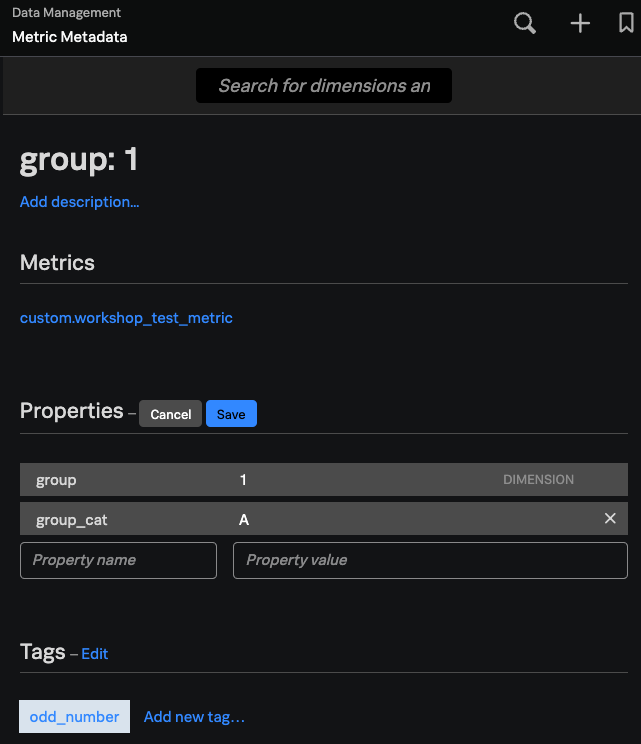 Data Management
Metric Metadata
Search for dimensions an
group: 1
Add description...
Metrics
custom.workshop_test_metric
Properties – Cancel Save
group 1 DIMENSION
group_cat A
Property name Property value
Tags – Edit
odd_number Add new tag...